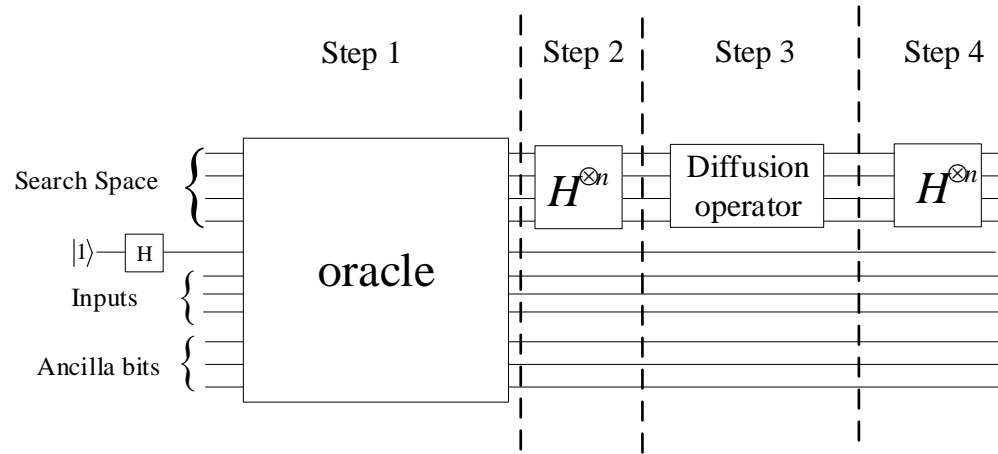 Step 1
Step 2
Step 3
Step 4
Search Space
H⊗n
Diffusion
operator
H⊗n
|1⟩
H
oracle
Inputs
Ancilla bits